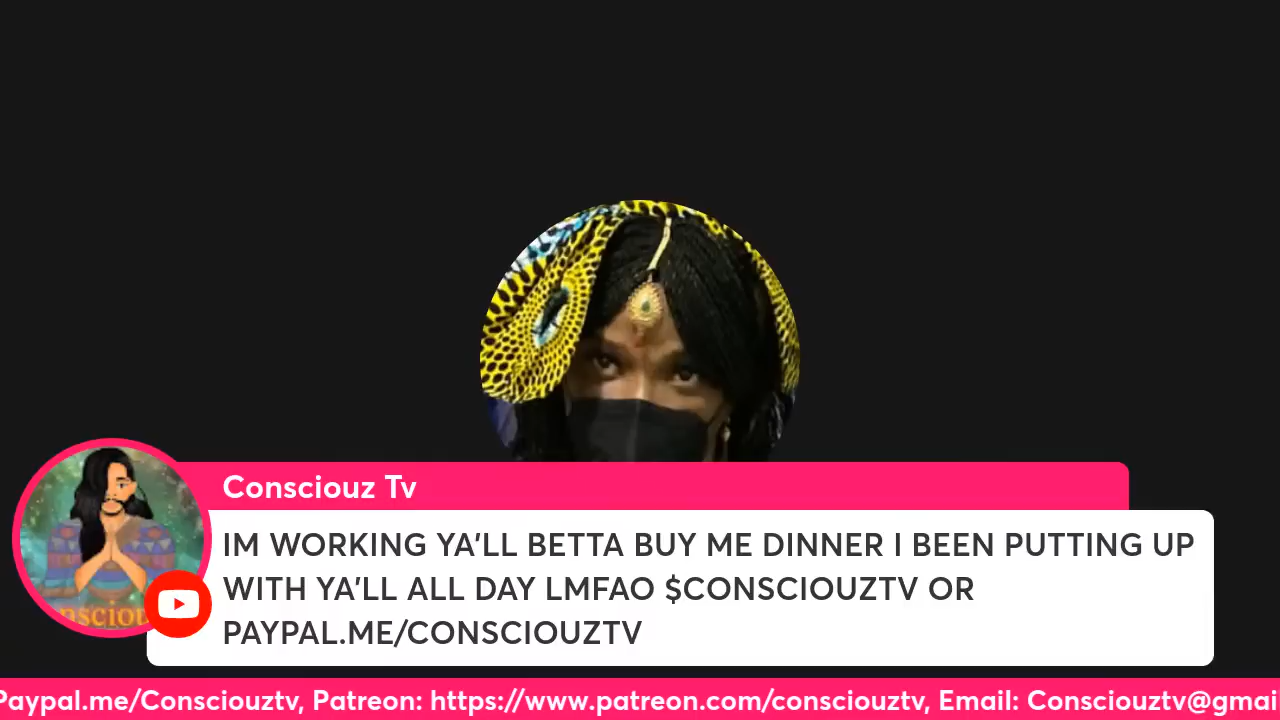 Consciouz Tv
IM WORKING YA'LL BETTA BUY ME DINNER I BEEN PUTTING UP
WITH YA'LL ALL DAY LMFAO $CONSCIOUZTV OR
PAYPAL.ME/CONSCIOUZTV
Paypal.me/Consciouztv, Patreon: https://www.patreon.com/consciouztv, Email: Consciouztv@gmai